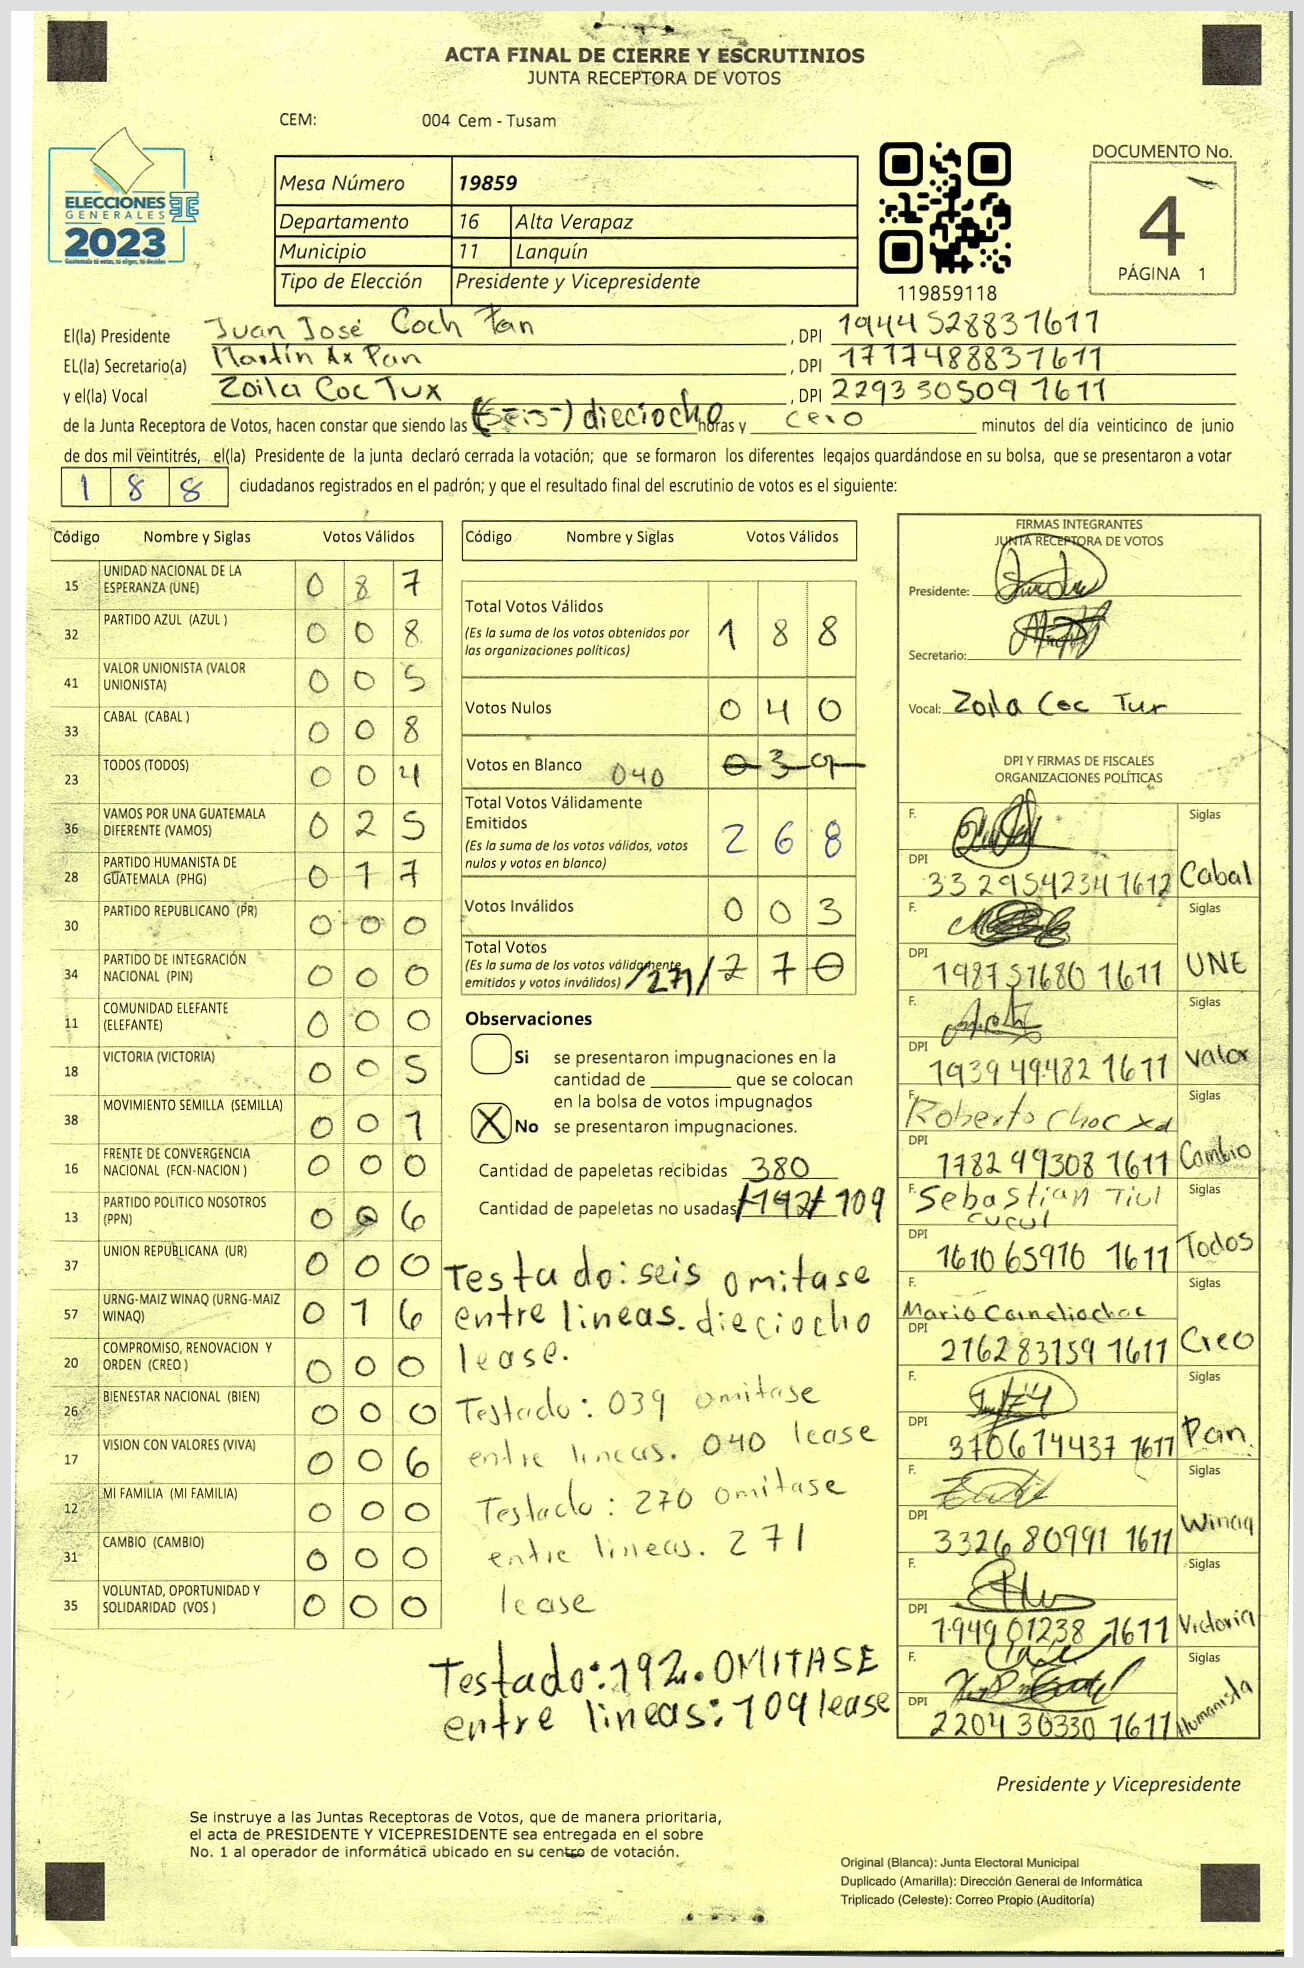 ACTA FINAL DE CIERRE Y ESCRUTINIOS
JUNTA RECEPTORA DE VOTOS
CEM: 004 Cem - Tusam
ELECCIONES
GENERALES
2023
Guatemala tú votas, tú eliges, tú decides
Mesa Número 19859
Departamento 16 Alta Verapaz
Municipio 11 Lanquín
Tipo de Elección Presidente y Vicepresidente
119859118
DOCUMENTO No.
4
PÁGINA 1
El(la) Presidente Juan José Coch Pan , DPI 1944528831611
EL(la) Secretario(a) Martín Ax Pan , DPI 1717488831611
y el(la) Vocal Zoila Coc Tux , DPI 2293305091611
de la Junta Receptora de Votos, hacen constar que siendo las (-seis-) dieciocho horas y cero minutos del día veinticinco de junio
de dos mil veintitrés, el(la) Presidente de la junta declaró cerrada la votación; que se formaron los diferentes legajos quardándose en su bolsa, que se presentaron a votar
1 8 8 ciudadanos registrados en el padrón; y que el resultado final del escrutinio de votos es el siguiente:
Código Nombre y Siglas Votos Válidos
15 UNIDAD NACIONAL DE LA ESPERANZA (UNE) 0 8 7
32 PARTIDO AZUL (AZUL ) 0 0 8
41 VALOR UNIONISTA (VALOR UNIONISTA) 0 0 5
33 CABAL (CABAL ) 0 0 8
23 TODOS (TODOS) 0 0 4
36 VAMOS POR UNA GUATEMALA DIFERENTE (VAMOS) 0 2 5
28 PARTIDO HUMANISTA DE GUATEMALA (PHG) 0 1 7
30 PARTIDO REPUBLICANO (PR) 0 0 0
34 PARTIDO DE INTEGRACIÓN NACIONAL (PIN) 0 0 0
11 COMUNIDAD ELEFANTE (ELEFANTE) 0 0 0
18 VICTORIA (VICTORIA) 0 0 5
38 MOVIMIENTO SEMILLA (SEMILLA) 0 0 1
16 FRENTE DE CONVERGENCIA NACIONAL (FCN-NACION ) 0 0 0
13 PARTIDO POLITICO NOSOTROS (PPN) 0 0 6
37 UNION REPUBLICANA (UR) 0 0 0
57 URNG-MAIZ WINAQ (URNG-MAIZ WINAQ) 0 1 6
20 COMPROMISO, RENOVACION Y ORDEN (CREO ) 0 0 0
26 BIENESTAR NACIONAL (BIEN) 0 0 0
17 VISION CON VALORES (VIVA) 0 0 6
12 MI FAMILIA (MI FAMILIA) 0 0 0
31 CAMBIO (CAMBIO) 0 0 0
35 VOLUNTAD, OPORTUNIDAD Y SOLIDARIDAD (VOS ) 0 0 0
Código Nombre y Siglas Votos Válidos
Total Votos Válidos 1 8 8
(Es la suma de los votos obtenidos por
las organizaciones políticas)
Votos Nulos 0 4 0
Votos en Blanco 040 0 3 9
Total Votos Válidamente
Emitidos 2 6 8
(Es la suma de los votos válidos, votos
nulos y votos en blanco)
Votos Inválidos 0 0 3
Total Votos
(Es la suma de los votos válidamente
emitidos y votos inválidos) /271/ 2 7 0
Observaciones
Si se presentaron impugnaciones en la
cantidad de ________ que se colocan
en la bolsa de votos impugnados
X No se presentaron impugnaciones.
Cantidad de papeletas recibidas 380
Cantidad de papeletas no usadas /192/ 109
Testado: seis omitase
entre lineas. dieciocho
lease.
Testado: 039 omitase
entre lineas. 040 lease
Testado: 270 omitase
entre lineas. 271
lease
Testado: 192. OMITASE
entre lineas: 109 lease
FIRMAS INTEGRANTES
JUNTA RECEPTORA DE VOTOS
Presidente:
Secretario:
Vocal: Zoila Coc Tux
DPI Y FIRMAS DE FISCALES
ORGANIZACIONES POLÍTICAS
F. Siglas
DPI 3329542341612 Cabal
F. Siglas
DPI 1987516801611 UNE
F. Siglas
DPI 1939494821611 Valor
F. Roberto Choc Siglas
DPI 1782993081611 Cambio
F. Sebastian Tiul Cucul Siglas
DPI 1610659701611 Todos
F. Mario Siglas
DPI 2762831591611 Creo
F. Siglas
DPI 3706144371611 Pan
F. Siglas
DPI 3326809911611 Winaq
F. Siglas
DPI 1949012381611 Victoria
F. Siglas
DPI 2204303301611 Humanista
Presidente y Vicepresidente
Se instruye a las Juntas Receptoras de Votos, que de manera prioritaria,
el acta de PRESIDENTE Y VICEPRESIDENTE sea entregada en el sobre
No. 1 al operador de informática ubicado en su centro de votación.
Original (Blanca): Junta Electoral Municipal
Duplicado (Amarilla): Dirección General de Informática
Triplicado (Celeste): Correo Propio (Auditoría)